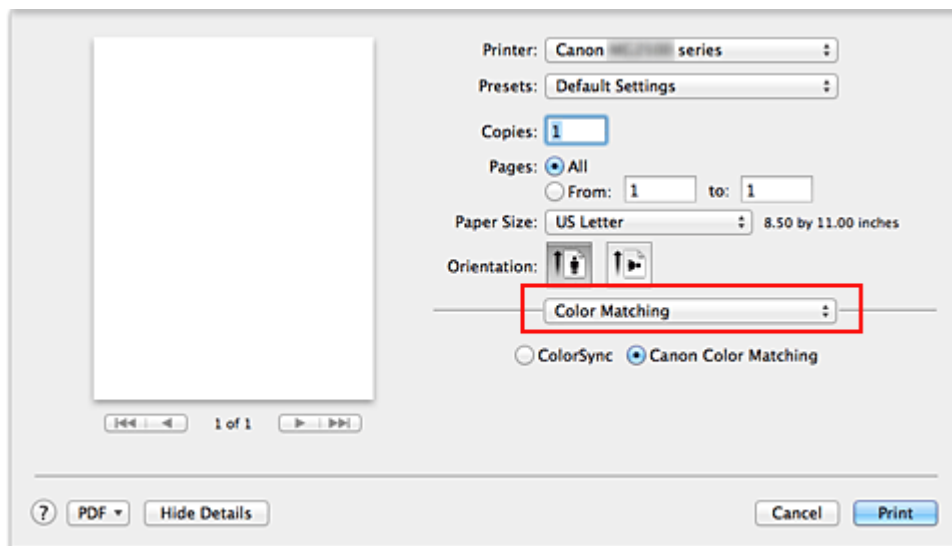 Printer: Canon series
Presets: Default Settings
Copies: 1
Pages: All
From: 1 to: 1
Paper Size: US Letter 8.50 by 11.00 inches
Orientation:
Color Matching
ColorSync Canon Color Matching
1 of 1
? PDF Hide Details Cancel Print